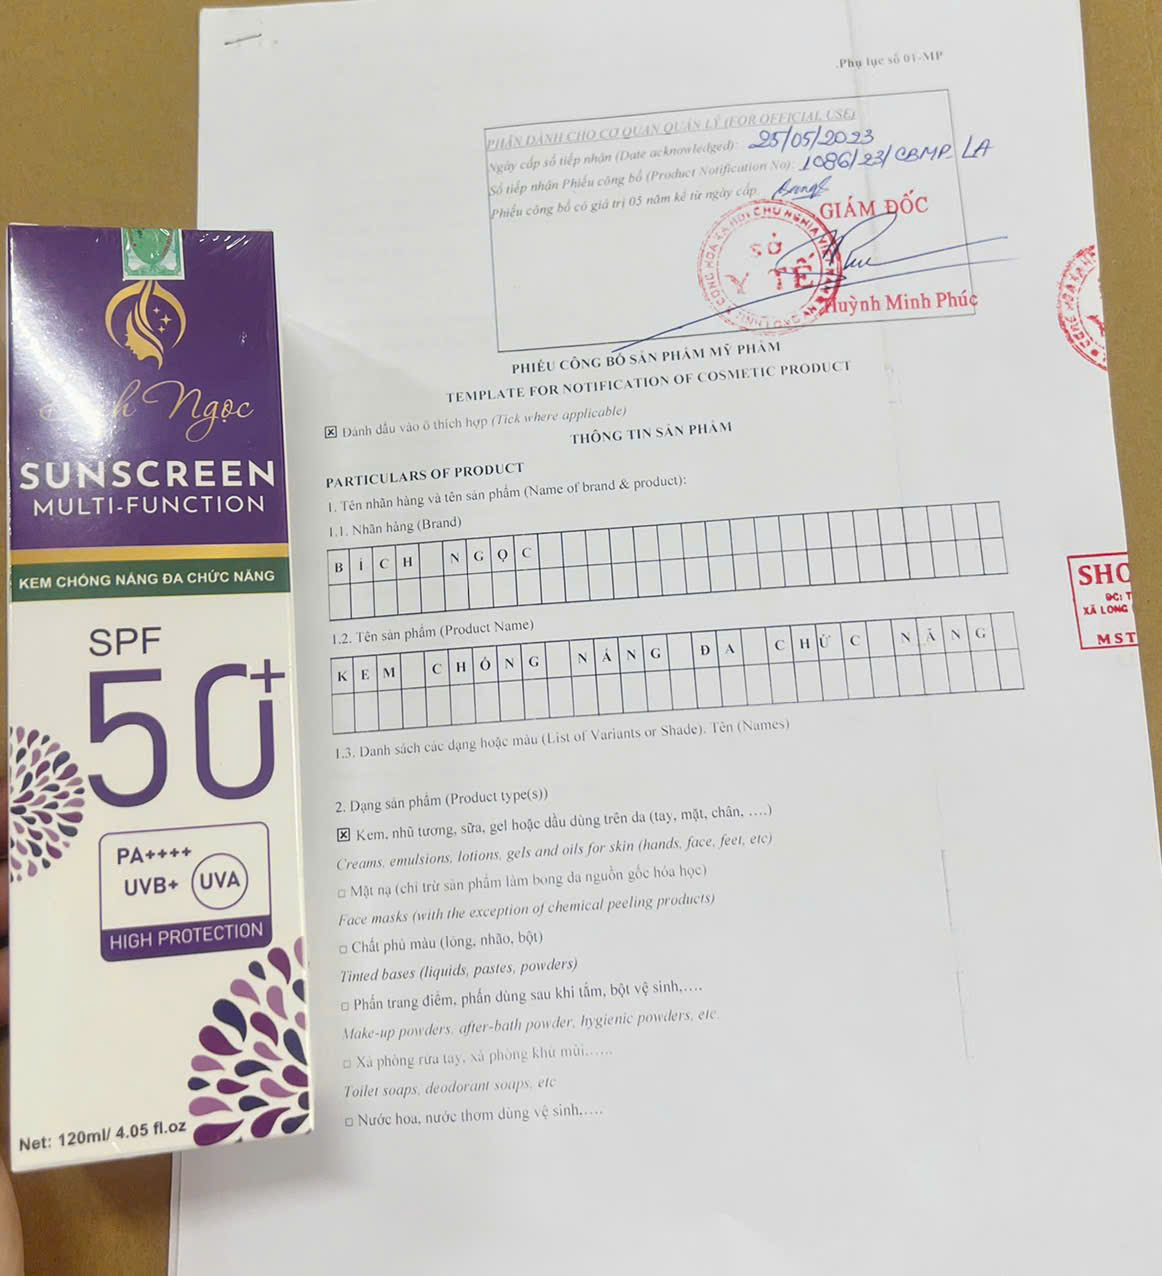 Phụ lục số 01-MP
PHẦN DÀNH CHO CƠ QUAN QUẢN LÝ (FOR OFFICIAL USE)
Ngày cấp số tiếp nhận (Date acknowledged): 25/05/2023
Số tiếp nhận Phiếu công bố (Product Notification No): 1086/23/CBMP-LA
Phiếu công bố có giá trị 05 năm kể từ ngày cấp
GIÁM ĐỐC
SỞ
Y TẾ
Huỳnh Minh Phúc
PHIẾU CÔNG BỐ SẢN PHẨM MỸ PHẨM
TEMPLATE FOR NOTIFICATION OF COSMETIC PRODUCT
☒ Đánh dấu vào ô thích hợp (Tick where applicable)
THÔNG TIN SẢN PHẨM
PARTICULARS OF PRODUCT
1. Tên nhãn hàng và tên sản phẩm (Name of brand & product):
1.1. Nhãn hàng (Brand)
BÍCH NGỌC
1.2. Tên sản phẩm (Product Name)
KEM CHỐNG NẮNG ĐA CHỨC NĂNG
1.3. Danh sách các dạng hoặc màu (List of Variants or Shade). Tên (Names)
2. Dạng sản phẩm (Product type(s))
☒ Kem, nhũ tương, sữa, gel hoặc dầu dùng trên da (tay, mặt, chân, ....)
Creams, emulsions, lotions, gels and oils for skin (hands, face, feet, etc)
□ Mặt nạ (chỉ trừ sản phẩm làm bong da nguồn gốc hóa học)
Face masks (with the exception of chemical peeling products)
□ Chất phủ màu (lỏng, nhão, bột)
Tinted bases (liquids, pastes, powders)
□ Phấn trang điểm, phấn dùng sau khi tắm, bột vệ sinh,....
Make-up powders, after-bath powder, hygienic powders, etc.
□ Xà phòng rửa tay, xà phòng khử mùi,.....
Toilet soaps, deodorant soaps, etc
□ Nước hoa, nước thơm dùng vệ sinh,....
Ngọc
SUNSCREEN
MULTI-FUNCTION
KEM CHỐNG NẮNG ĐA CHỨC NĂNG
SPF
50+
PA++++
UVB+ UVA
HIGH PROTECTION
Net: 120ml/ 4.05 fl.oz
ĐC:
XÃ LONG
MST